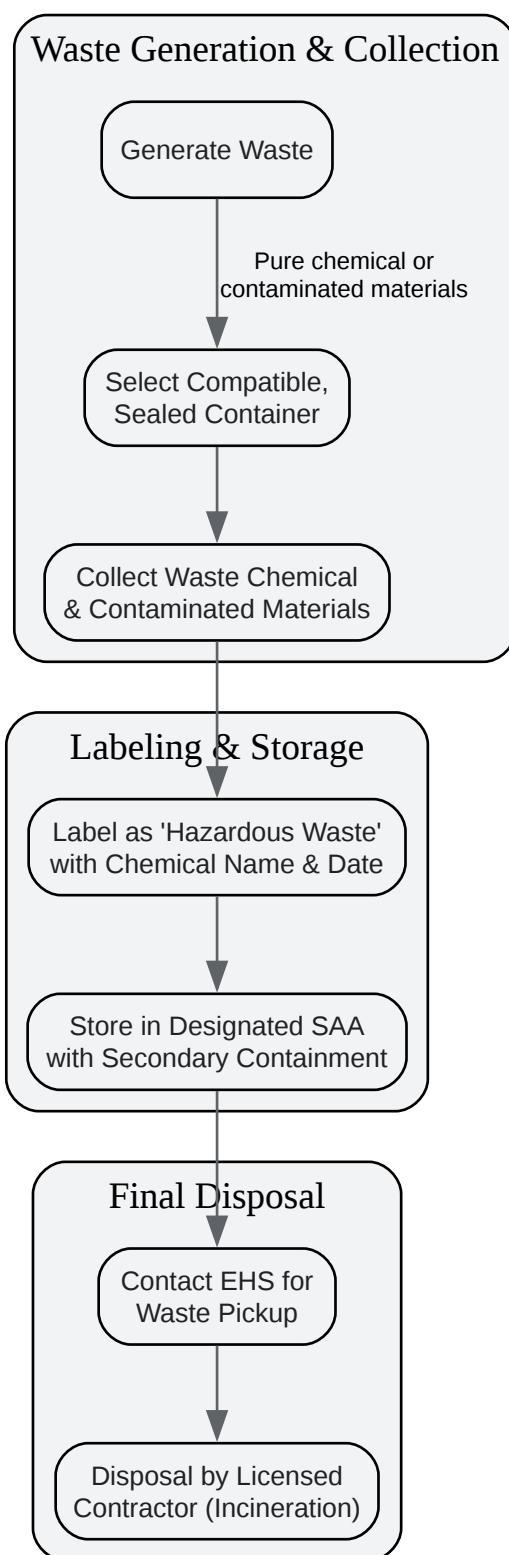 Waste Generation & Collection
Generate Waste
Pure chemical or
contaminated materials
Select Compatible,
Sealed Container
Collect Waste Chemical
& Contaminated Materials
Labeling & Storage
Label as 'Hazardous Waste'
with Chemical Name & Date
Store in Designated SAA
with Secondary Containment
Final Disposal
Contact EHS for
Waste Pickup
Disposal by Licensed
Contractor (Incineration)